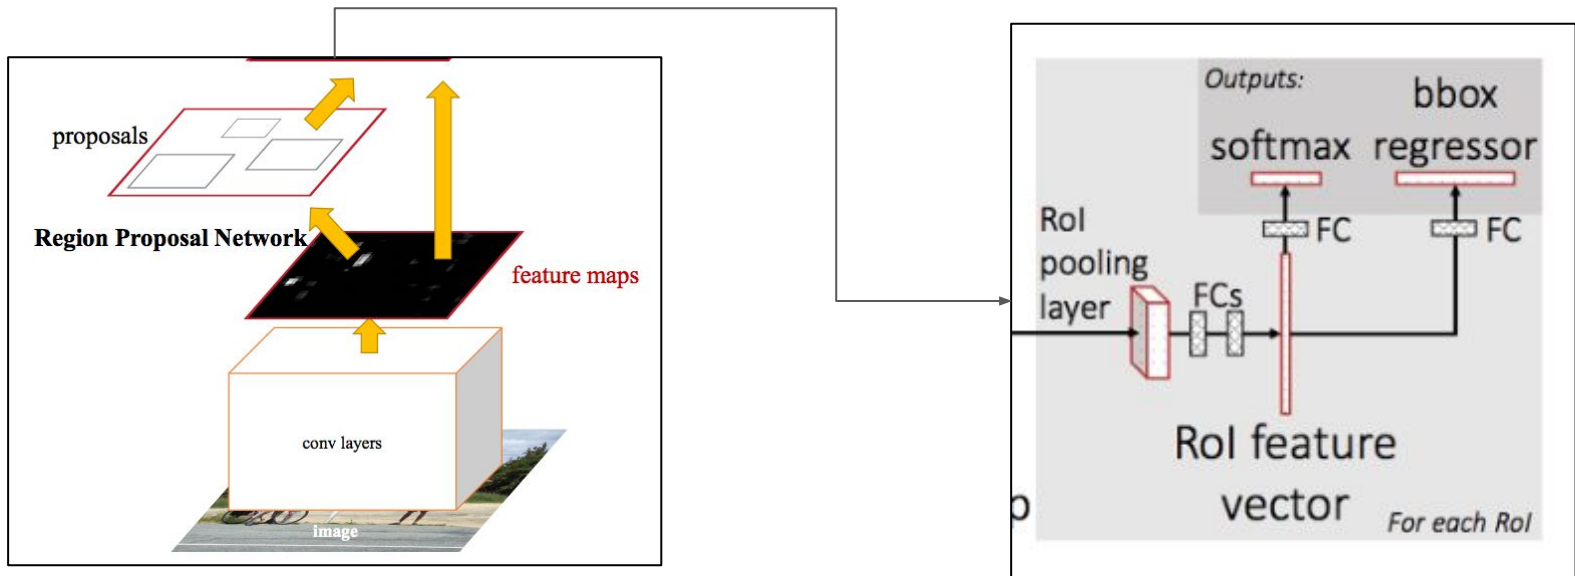 proposals
Region Proposal Network
feature maps
conv layers
image
Outputs:
softmax
bbox
regressor
RoI
pooling
layer
FCs
FC
FC
RoI feature
vector
p
For each RoI